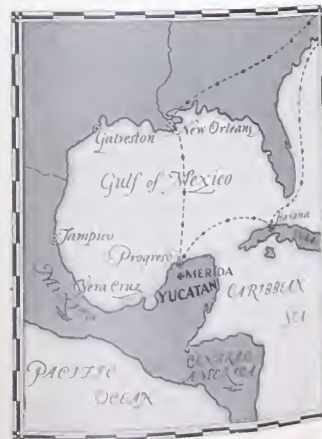 Galveston
New Orleans
Gulf of Mexico
Havana
Tampico
Progreso
MERIDA
YUCATAN
Vera Cruz
Mexico
CARIBBEAN
SEA
CENTRAL
AMERICA
PACIFIC
OCEAN